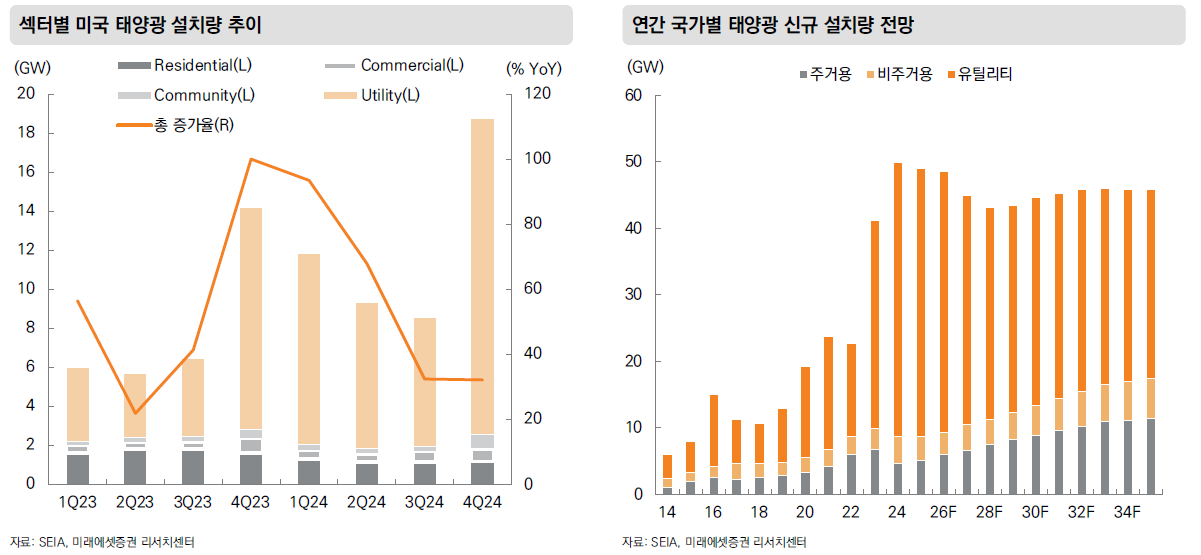 섹터별 미국 태양광 설치량 추이
(GW)
Residential(L)
Commercial(L)
(% YoY)
Community(L)
Utility(L)
총 증가율(R)
20
18
16
14
12
10
8
6
4
2
0
120
100
80
60
40
20
0
1Q23 2Q23 3Q23 4Q23 1Q24 2Q24 3Q24 4Q24
자료: SEIA, 미래에셋증권 리서치센터
연간 국가별 태양광 신규 설치량 전망
(GW)
주거용 비주거용 유틸리티
60
50
40
30
20
10
0
14 16 18 20 22 24 26F 28F 30F 32F 34F
자료: SEIA, 미래에셋증권 리서치센터